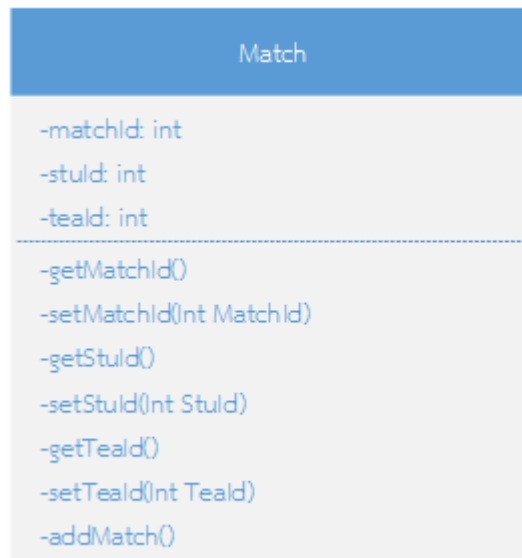 Match
-matchId: int
-stuId: int
-teaId: int
-getMatchId()
-setMatchId(Int MatchId)
-getStuId()
-setStuId(Int StuId)
-getTeaId()
-setTeaId(Int TeaId)
-addMatch()